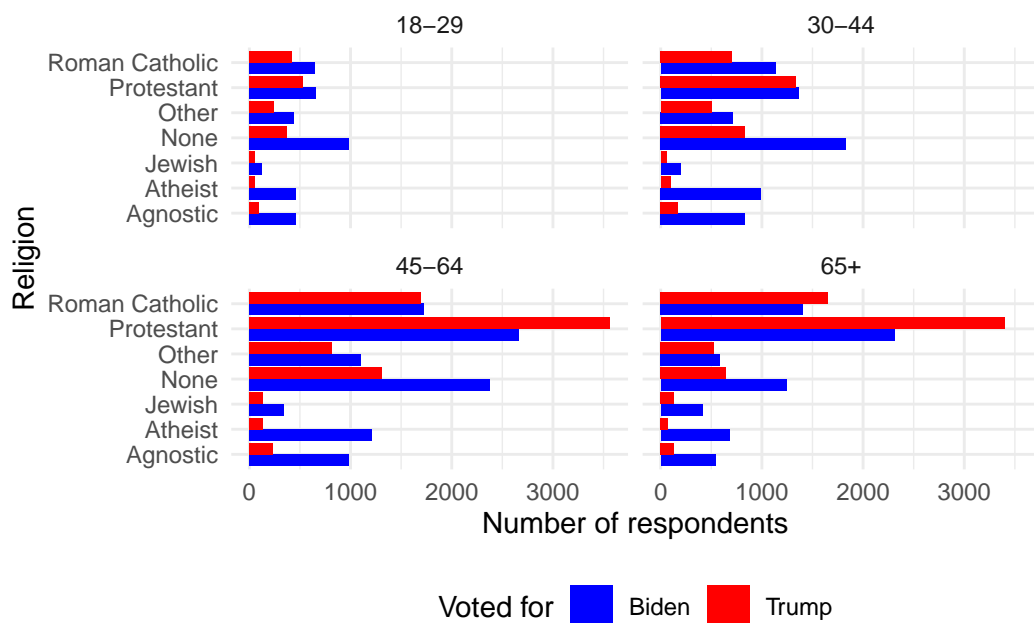 18−29
30−44
Roman Catholic
Protestant
Other
None
Jewish
Atheist
Agnostic
Religion
45−64
65+
Roman Catholic
Protestant
Other
None
Jewish
Atheist
Agnostic
0 1000 2000 3000
0 1000 2000 3000
Number of respondents
Voted for Biden Trump